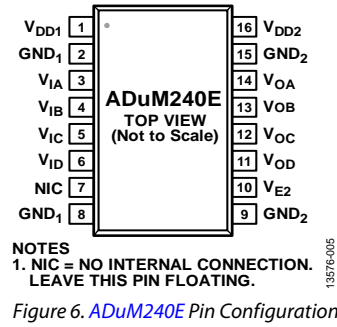 VDD1 1 16 VDD2
GND1 2 15 GND2
VIA 3 14 VOA
VIB 4 ADuM240E 13 VOB
TOP VIEW
VIC 5 (Not to Scale) 12 VOC
VID 6 11 VOD
NIC 7 10 VE2
GND1 8 9 GND2
NOTES
1. NIC = NO INTERNAL CONNECTION.
LEAVE THIS PIN FLOATING.
13576-005
Figure 6. ADuM240E Pin Configuration